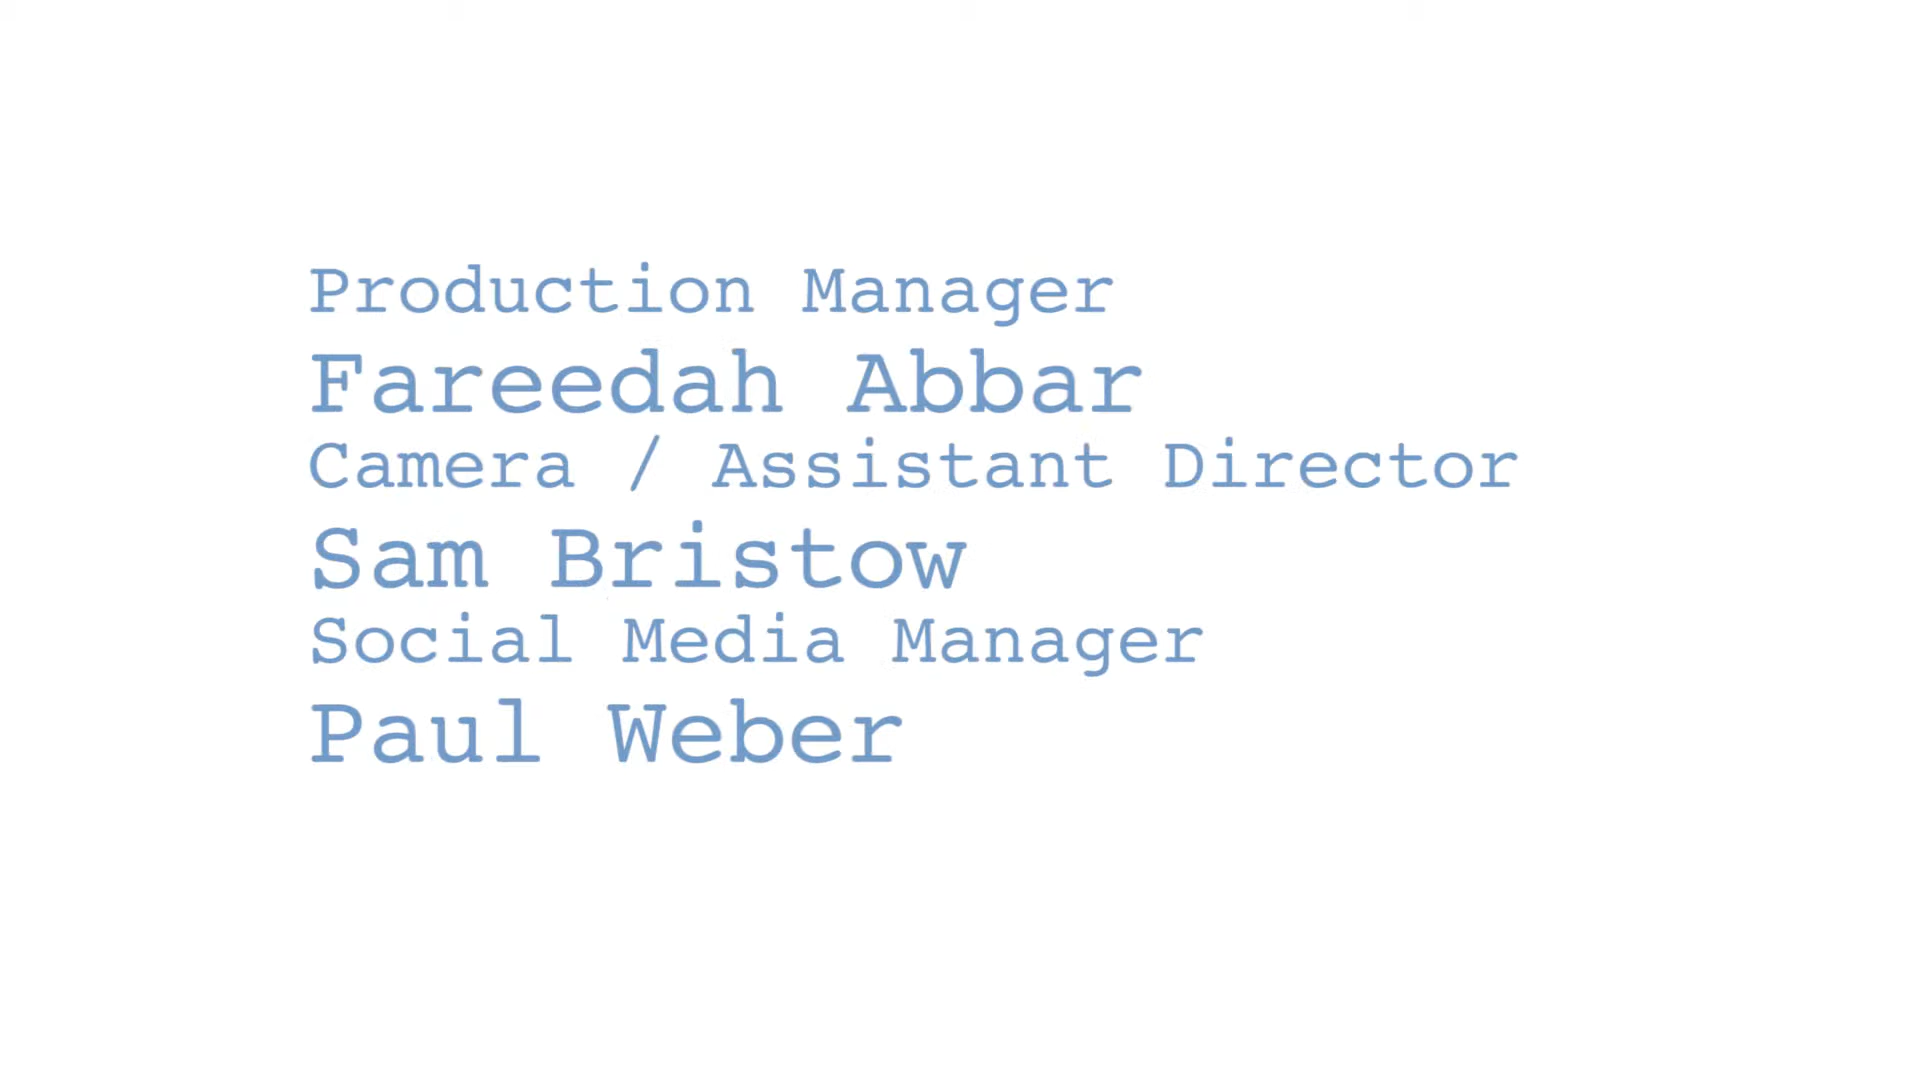 Production Manager
Fareedah Abbar
Camera / Assistant Director
Sam Bristow
Social Media Manager
Paul Weber